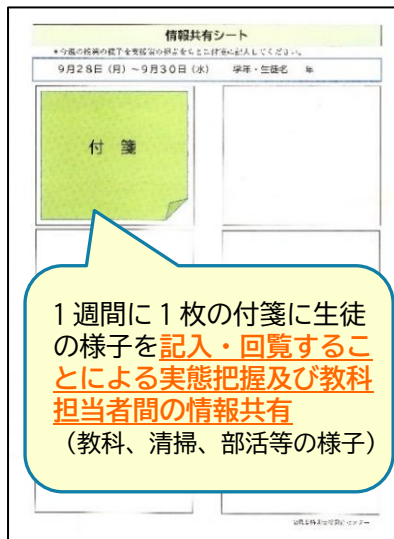 情報共有シート
9月28日(月)~9月30日(水) 学年・生徒名 年
付 箋
1週間に1枚の付箋に生徒
の様子を記入・回覧するこ
とによる実態把握及び教科
担当者間の情報共有
(教科、清掃、部活等の様子)